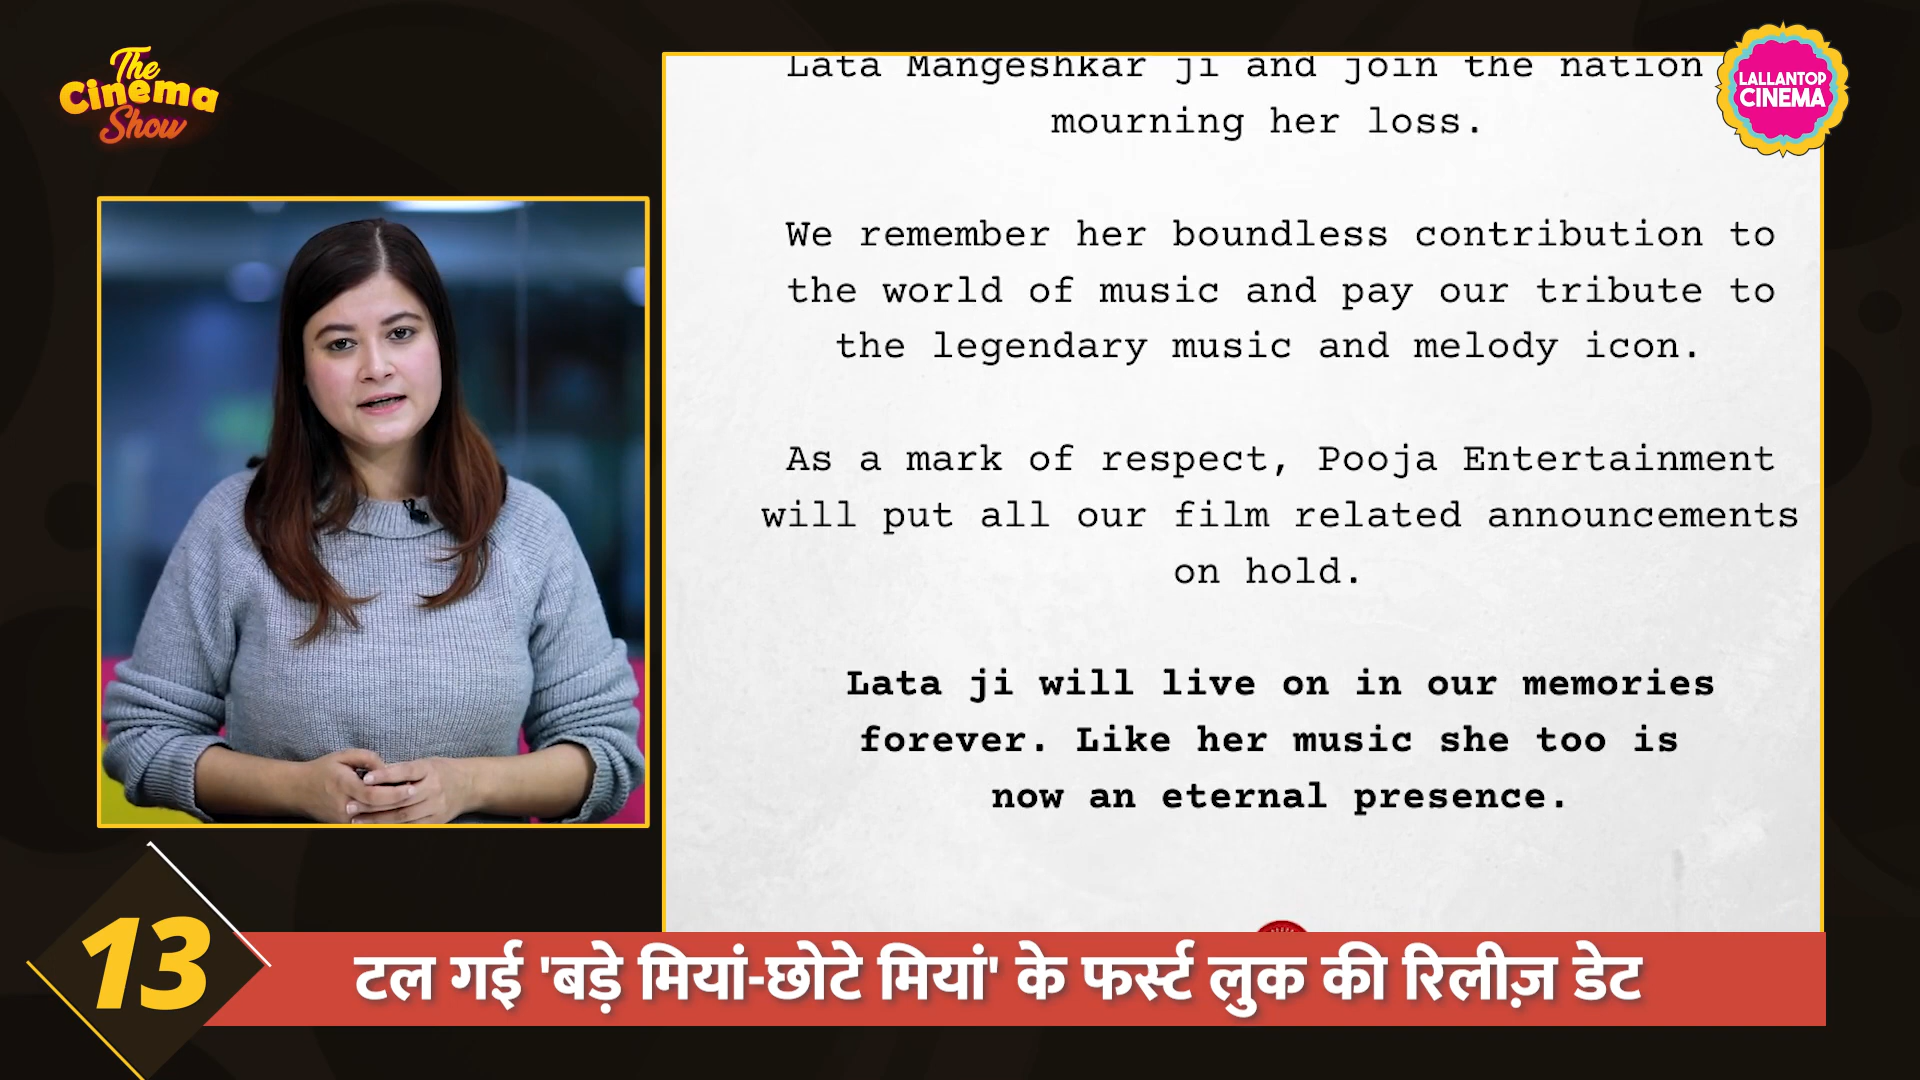 The
Cinema
Show
LALLANTOP
CINEMA
Lata Mangeshkar ji and join the nation
mourning her loss.
We remember her boundless contribution to
the world of music and pay our tribute to
the legendary music and melody icon.
As a mark of respect, Pooja Entertainment
will put all our film related announcements
on hold.
Lata ji will live on in our memories
forever. Like her music she too is
now an eternal presence.
13
टल गई 'बड़े मियां-छोटे मियां' के फर्स्ट लुक की रिलीज़ डेट